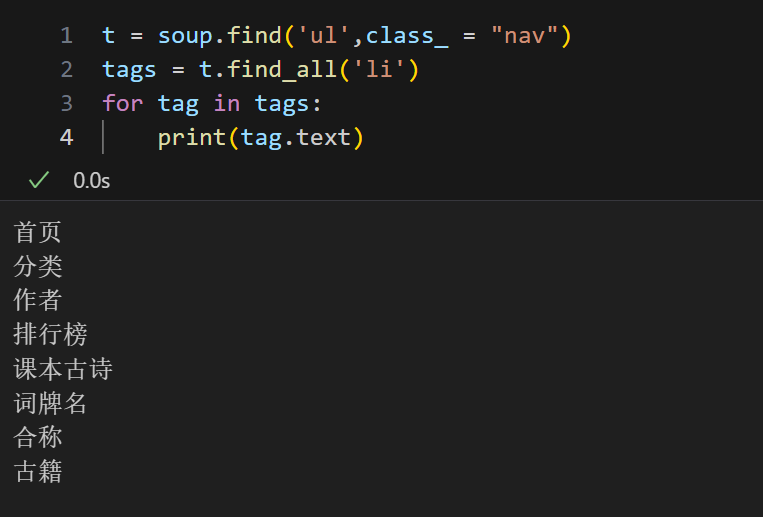 1 t = soup.find('ul',class_ = "nav")
2 tags = t.find_all('li')
3 for tag in tags:
4     print(tag.text)
0.0s
首页
分类
作者
排行榜
课本古诗
词牌名
合称
古籍